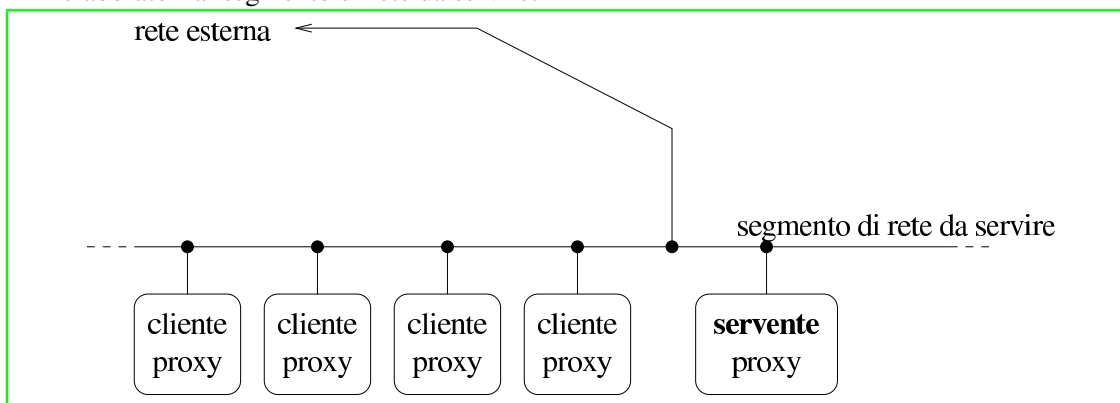 rete esterna
segmento di rete da servire
cliente
proxy
cliente
proxy
cliente
proxy
cliente
proxy
servente
proxy